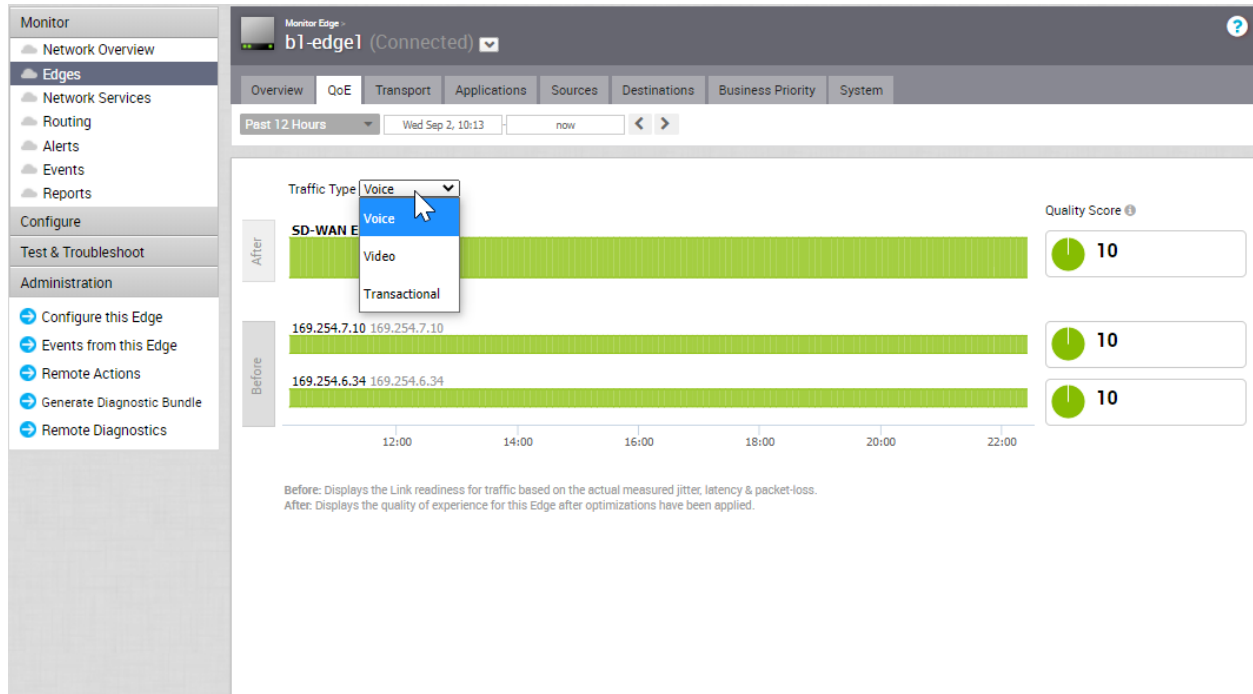 Monitor
Network Overview
Edges
Network Services
Routing
Alerts
Events
Reports
Configure
Test & Troubleshoot
Administration
Configure this Edge
Events from this Edge
Remote Actions
Generate Diagnostic Bundle
Remote Diagnostics
Monitor Edge
b1-edge1 (Connected)
?
Overview QoE Transport Applications Sources Destinations Business Priority System
Past 12 Hours Wed Sep 2, 10:13 - now
Traffic Type Voice
Voice
Video
Transactional
Quality Score
After
SD-WAN E
10
Before
169.254.7.10 169.254.7.10
10
169.254.6.34 169.254.6.34
10
12:00 14:00 16:00 18:00 20:00 22:00
Before: Displays the Link readiness for traffic based on the actual measured jitter, latency & packet-loss.
After: Displays the quality of experience for this Edge after optimizations have been applied.